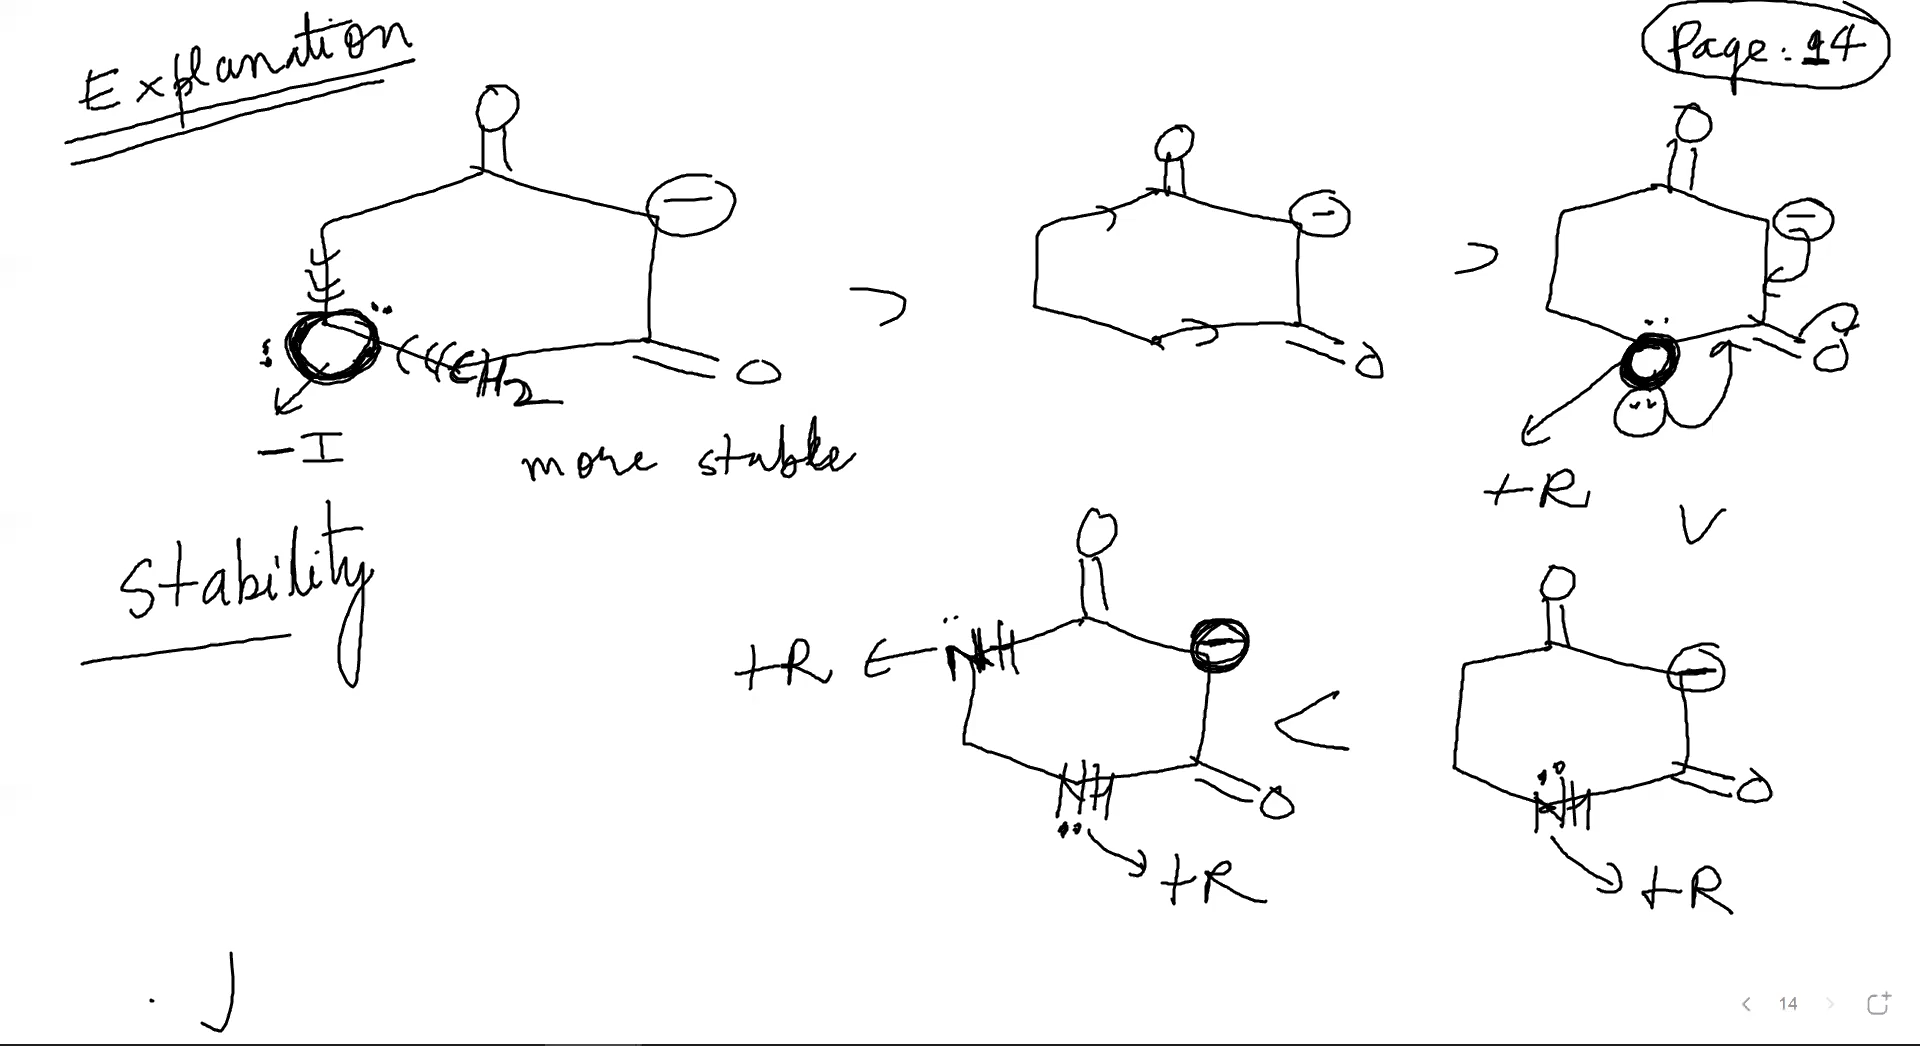 Explanation
Page: 14
O
O
O
⊖
⊖
⊖
>
>
CH2
O
O
O
-I
more stable
+R
>
Stability
O
O
+R
NH
⊖
<
⊖
NH
O
NH
O
+R
+R
14